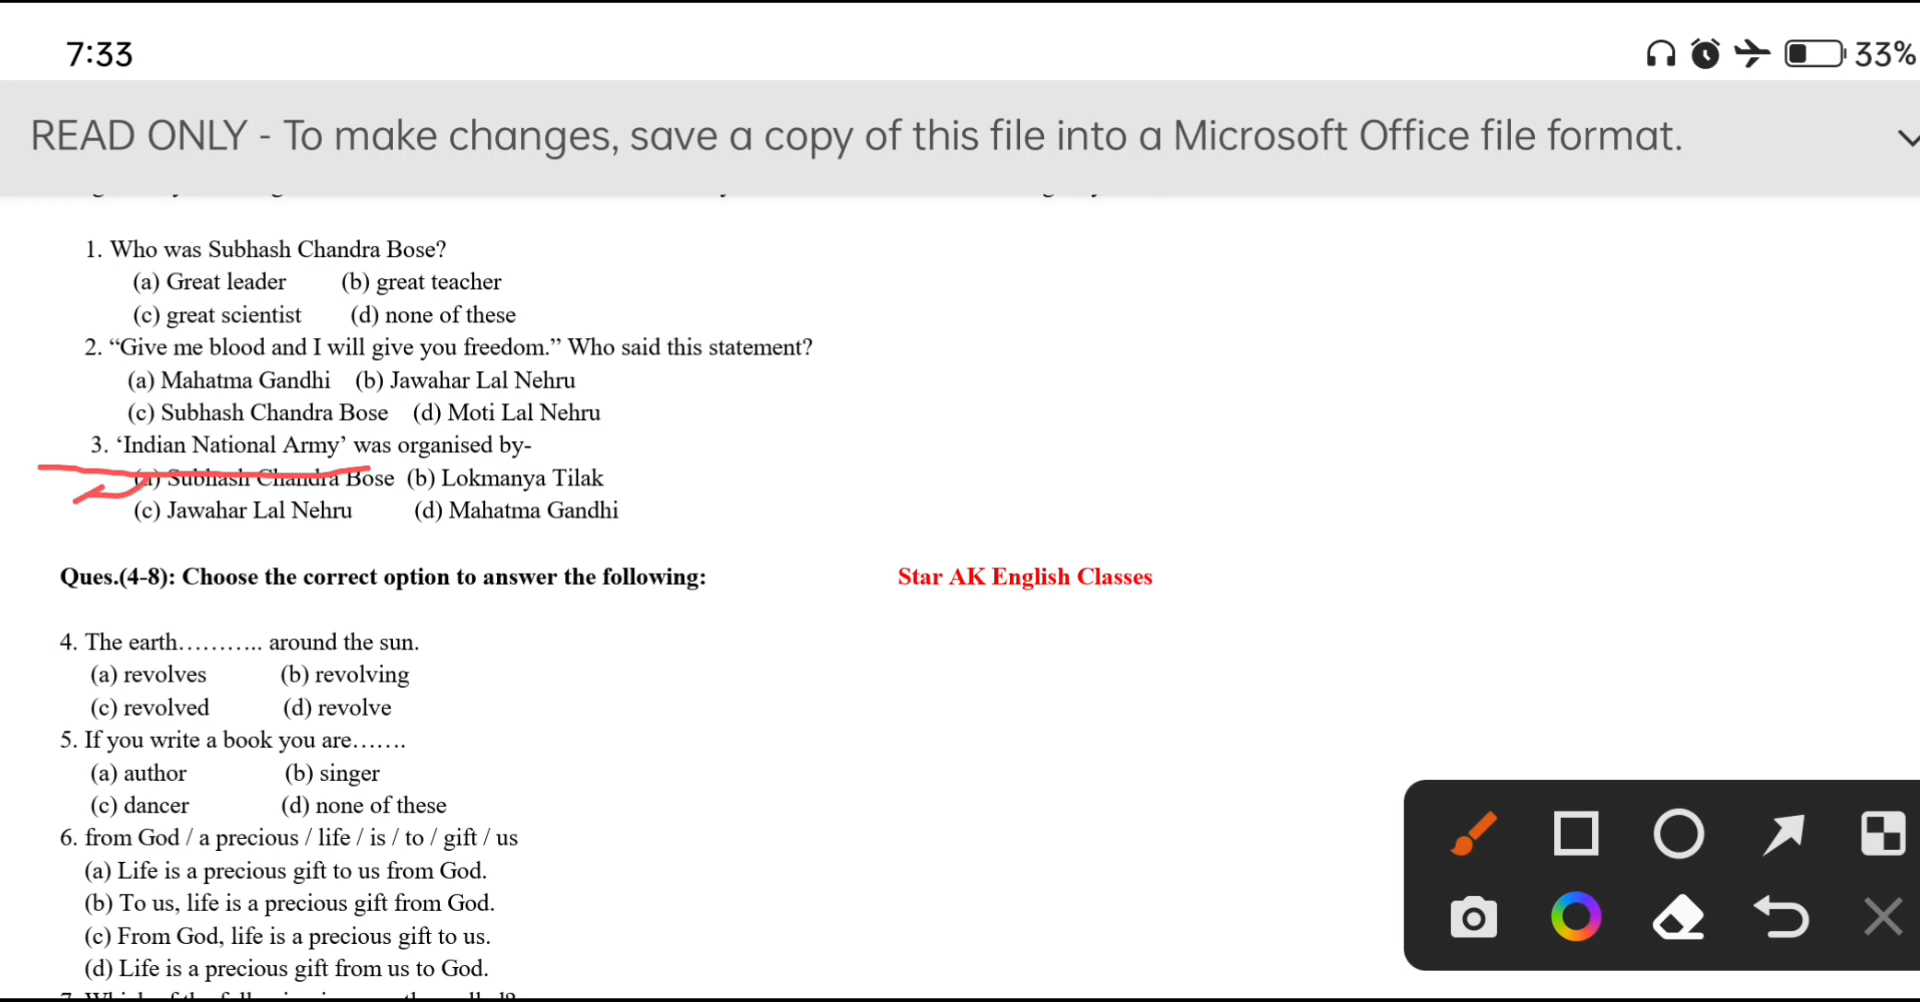 7:33
33%
READ ONLY - To make changes, save a copy of this file into a Microsoft Office file format.
1. Who was Subhash Chandra Bose?
(a) Great leader (b) great teacher
(c) great scientist (d) none of these
2. “Give me blood and I will give you freedom.” Who said this statement?
(a) Mahatma Gandhi (b) Jawahar Lal Nehru
(c) Subhash Chandra Bose (d) Moti Lal Nehru
3. ‘Indian National Army’ was organised by-
(a) Subhash Chandra Bose (b) Lokmanya Tilak
(c) Jawahar Lal Nehru (d) Mahatma Gandhi
Ques.(4-8): Choose the correct option to answer the following: Star AK English Classes
4. The earth……….. around the sun.
(a) revolves (b) revolving
(c) revolved (d) revolve
5. If you write a book you are…….
(a) author (b) singer
(c) dancer (d) none of these
6. from God / a precious / life / is / to / gift / us
(a) Life is a precious gift to us from God.
(b) To us, life is a precious gift from God.
(c) From God, life is a precious gift to us.
(d) Life is a precious gift from us to God.